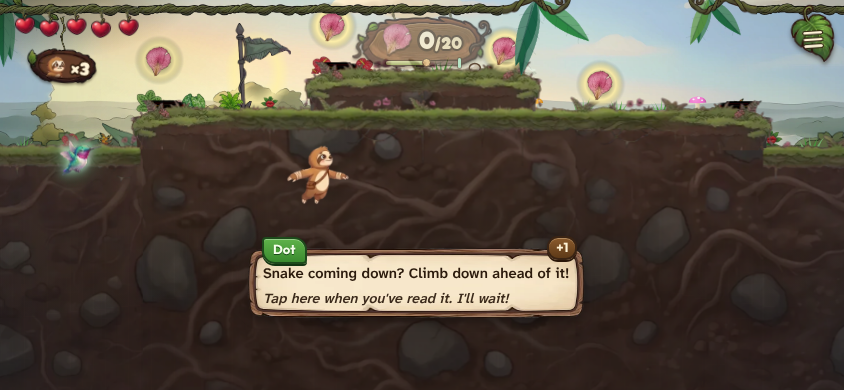 0/20
x3
Dot
+1
Snake coming down? Climb down ahead of it!
Tap here when you've read it. I'll wait!